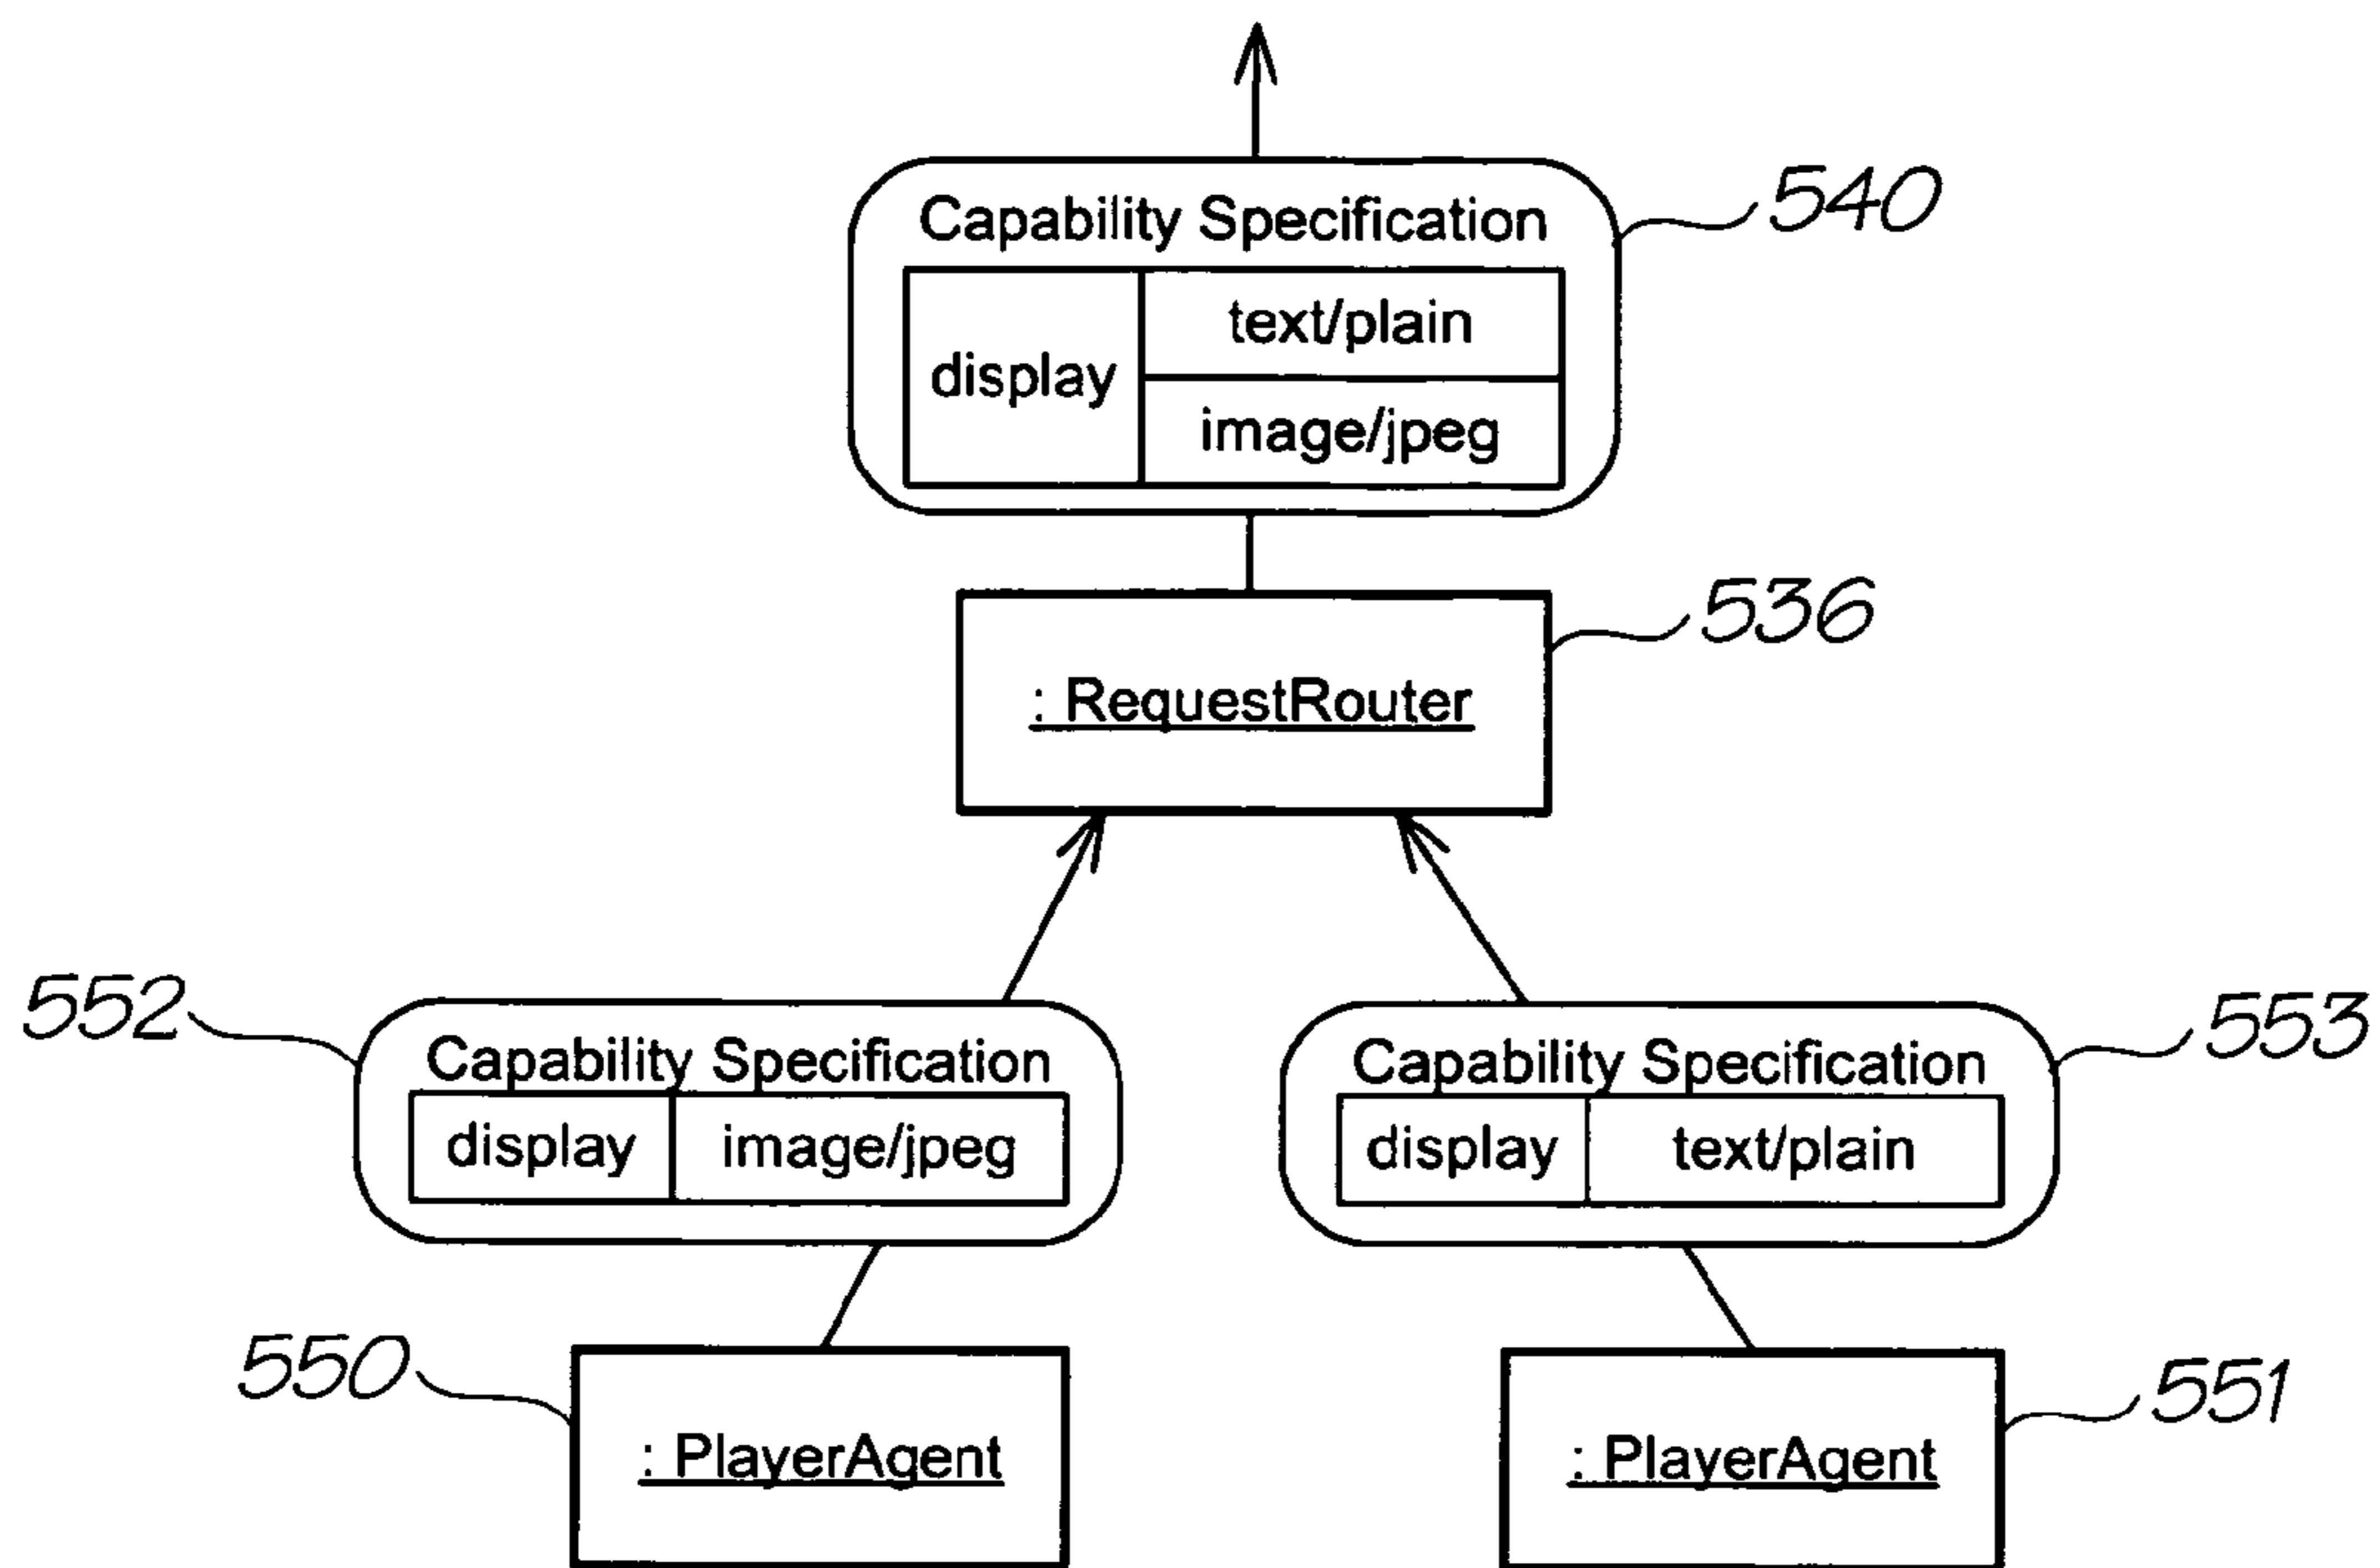 Capability Specification
540
display
text/plain
image/jpeg
536
: RequestRouter
552
Capability Specification
display image/jpeg
553
Capability Specification
display text/plain
550
: PlayerAgent
551
: PlayerAgent